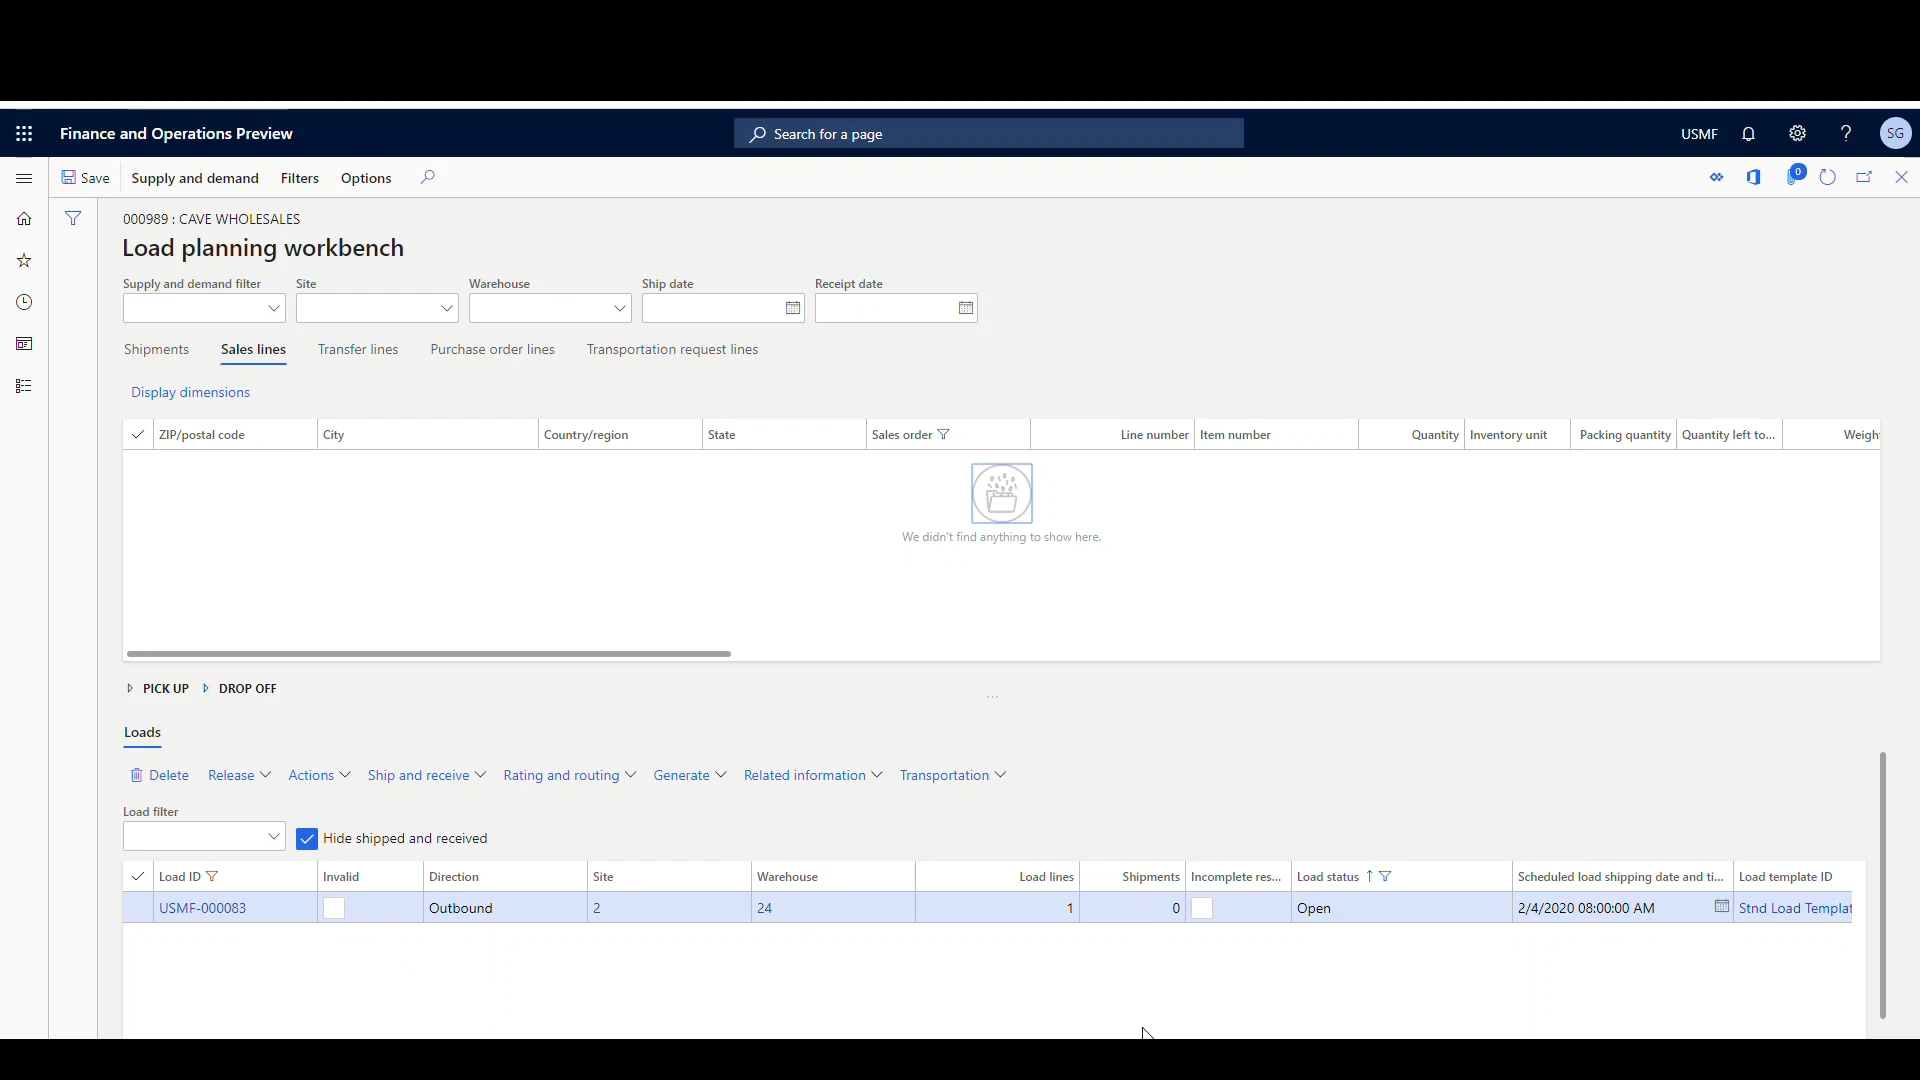 Finance and Operations Preview
Search for a page
USMF
?
SG
Save
Supply and demand
Filters
Options
0
000989 : CAVE WHOLESALES
Load planning workbench
Supply and demand filter
Site
Warehouse
Ship date
Receipt date
Shipments
Sales lines
Transfer lines
Purchase order lines
Transportation request lines
Display dimensions
ZIP/postal code
City
Country/region
State
Sales order
Line number
Item number
Quantity
Inventory unit
Packing quantity
Quantity left to...
Weigh
We didn't find anything to show here.
PICK UP
DROP OFF
...
Loads
Delete
Release
Actions
Ship and receive
Rating and routing
Generate
Related information
Transportation
Load filter
Hide shipped and received
Load ID
Invalid
Direction
Site
Warehouse
Load lines
Shipments
Incomplete res...
Load status
Scheduled load shipping date and ti...
Load template ID
USMF-000083
Outbound
2
24
1
0
Open
2/4/2020 08:00:00 AM
Stnd Load Templat